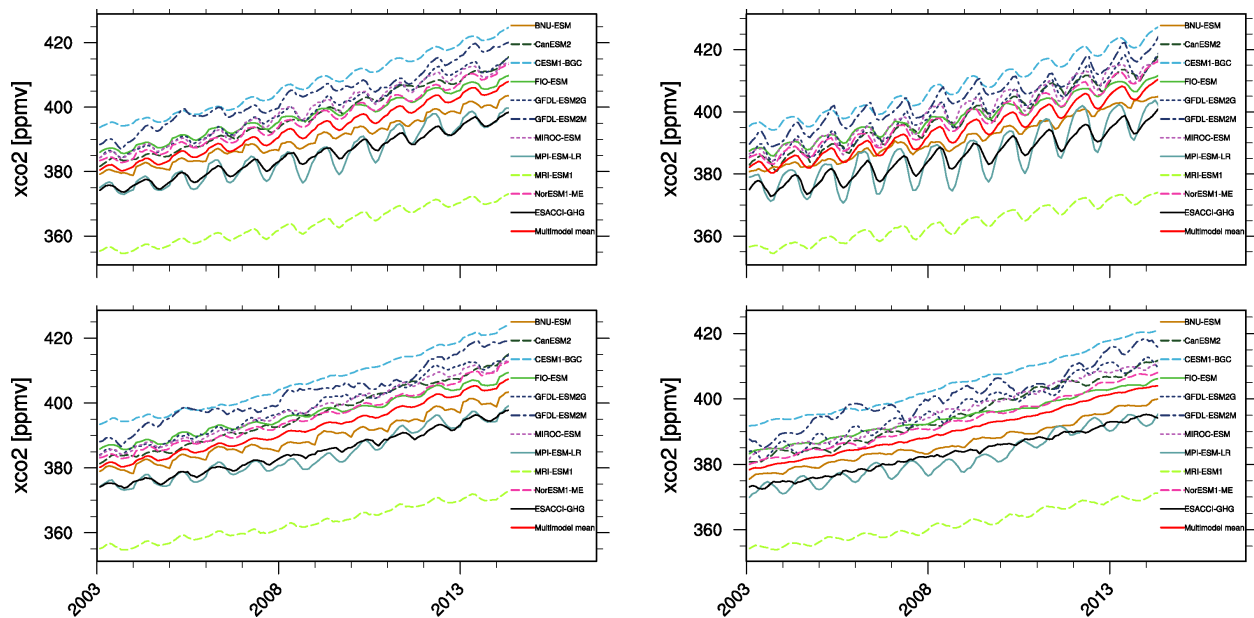 xco2 [ppmv]
420
400
380
360
BNU-ESM
CanESM2
CESM1-BGC
FIO-ESM
GFDL-ESM2G
GFDL-ESM2M
MIROC-ESM
MPI-ESM-LR
MRI-ESM1
NorESM1-ME
ESACCI-GHG
Multimodel mean
xco2 [ppmv]
420
400
380
360
BNU-ESM
CanESM2
CESM1-BGC
FIO-ESM
GFDL-ESM2G
GFDL-ESM2M
MIROC-ESM
MPI-ESM-LR
MRI-ESM1
NorESM1-ME
ESACCI-GHG
Multimodel mean
xco2 [ppmv]
420
400
380
360
BNU-ESM
CanESM2
CESM1-BGC
FIO-ESM
GFDL-ESM2G
GFDL-ESM2M
MIROC-ESM
MPI-ESM-LR
MRI-ESM1
NorESM1-ME
ESACCI-GHG
Multimodel mean
2003
2008
2013
xco2 [ppmv]
420
400
380
360
BNU-ESM
CanESM2
CESM1-BGC
FIO-ESM
GFDL-ESM2G
GFDL-ESM2M
MIROC-ESM
MPI-ESM-LR
MRI-ESM1
NorESM1-ME
ESACCI-GHG
Multimodel mean
2003
2008
2013